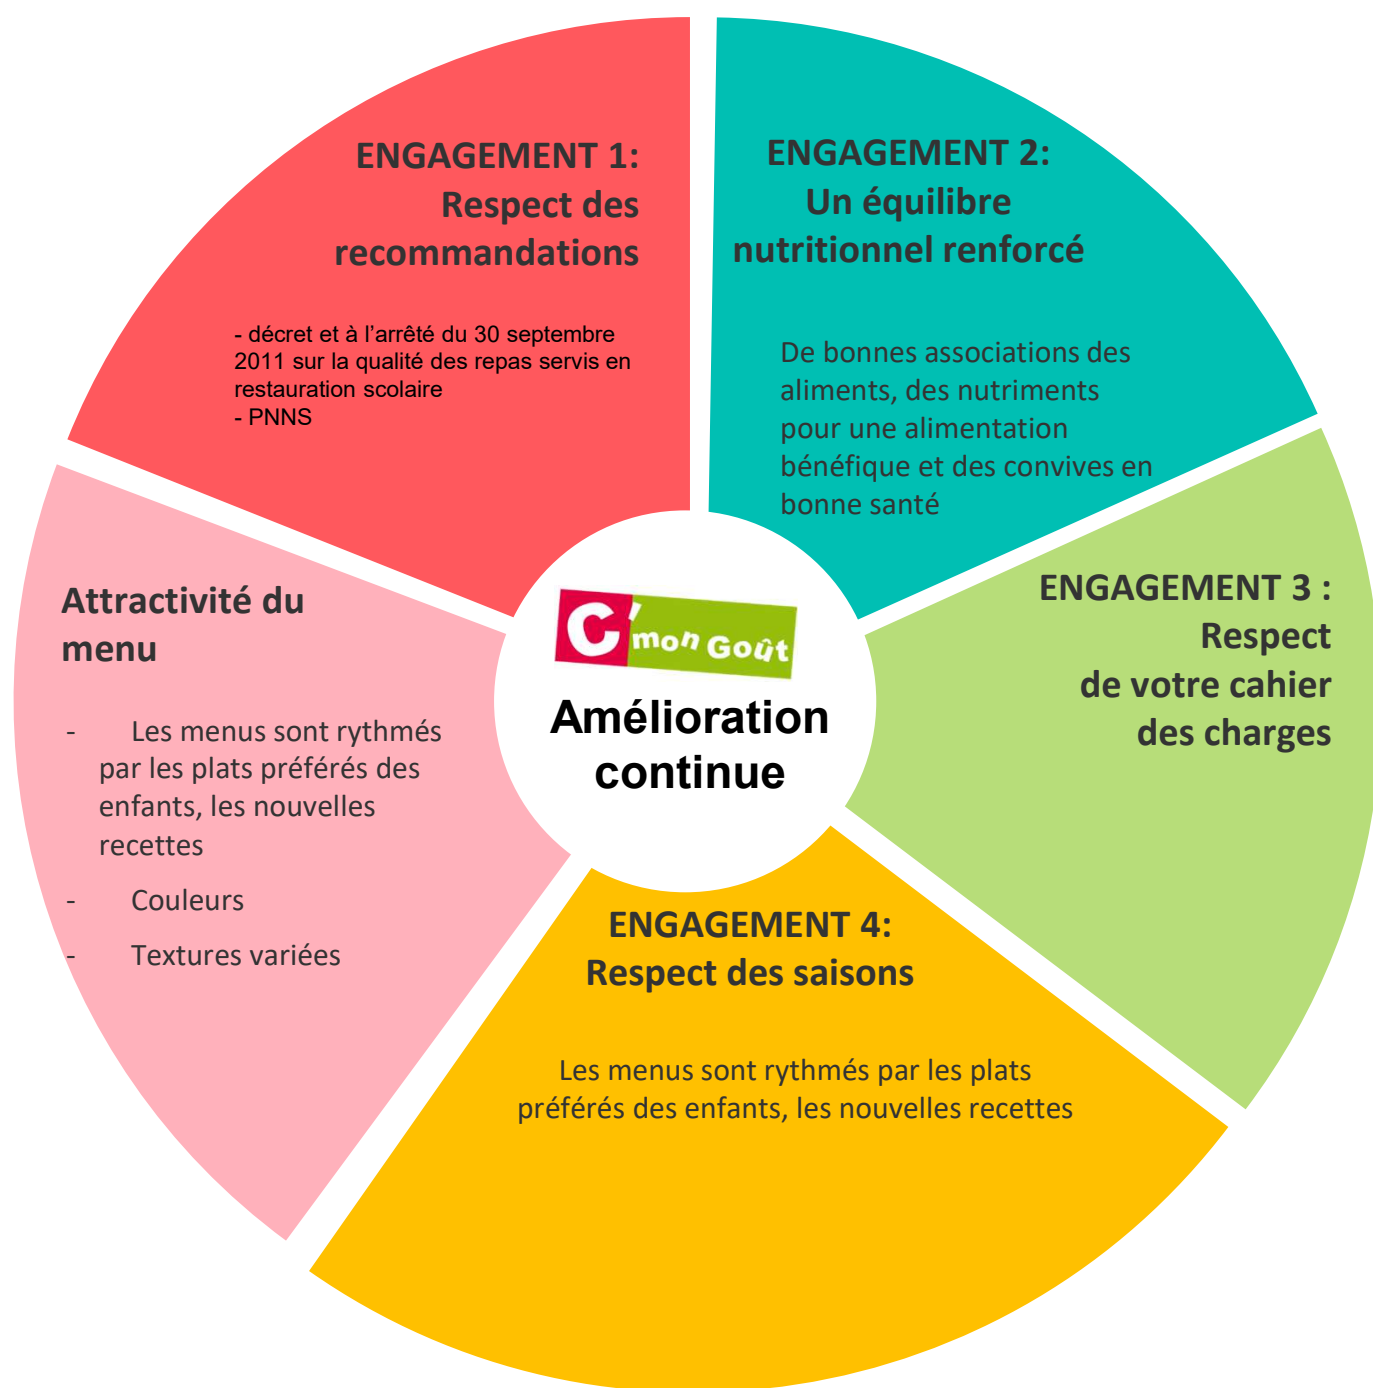 ENGAGEMENT 1:
Respect des
recommandations
- décret et à l'arrêté du 30 septembre
2011 sur la qualité des repas servis en
restauration scolaire
- PNNS
ENGAGEMENT 2:
Un équilibre
nutritionnel renforcé
De bonnes associations des
aliments, des nutriments
pour une alimentation
bénéfique et des convives en
bonne santé
ENGAGEMENT 3 :
Respect
de votre cahier
des charges
ENGAGEMENT 4:
Respect des saisons
Les menus sont rythmés par les plats
préférés des enfants, les nouvelles recettes
Attractivité du
menu
- Les menus sont rythmés
par les plats préférés des
enfants, les nouvelles
recettes
- Couleurs
- Textures variées
C'mon Goût
Amélioration
continue